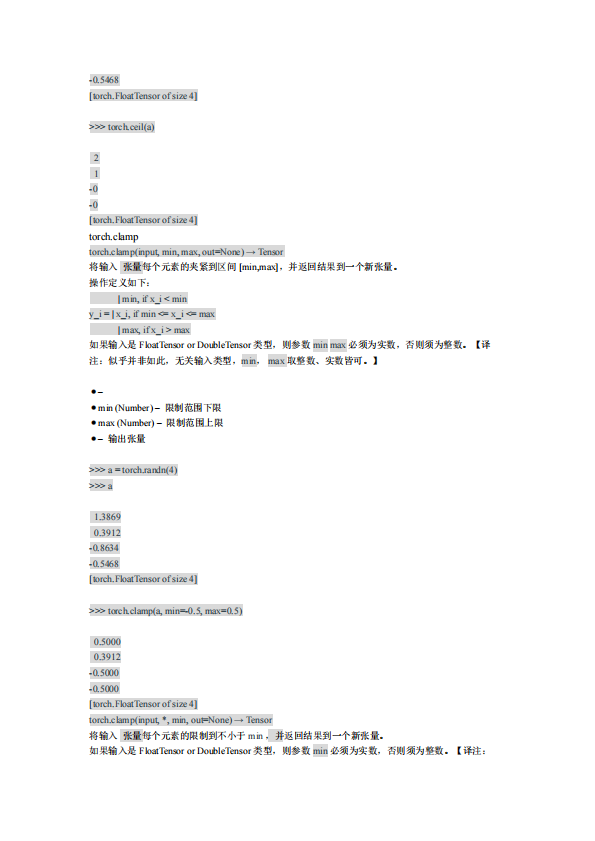 -0.5468
[torch.FloatTensor of size 4]
>>> torch.ceil(a)
2
1
-0
-0
[torch.FloatTensor of size 4]
torch.clamp
torch.clamp(input, min, max, out=None) → Tensor
将输入 张量每个元素的夹紧到区间 [min,max]，并返回结果到一个新张量。
操作定义如下：
| min, if x_i < min
y_i = | x_i, if min <= x_i <= max
| max, if x_i > max
如果输入是 FloatTensor or DoubleTensor 类型，则参数 min max 必须为实数，否则须为整数。【译
注：似乎并非如此，无关输入类型，min， max 取整数、实数皆可。】
● –
● min (Number) – 限制范围下限
● max (Number) – 限制范围上限
● – 输出张量
>>> a = torch.randn(4)
>>> a
1.3869
0.3912
-0.8634
-0.5468
[torch.FloatTensor of size 4]
>>> torch.clamp(a, min=-0.5, max=0.5)
0.5000
0.3912
-0.5000
-0.5000
[torch.FloatTensor of size 4]
torch.clamp(input, *, min, out=None) → Tensor
将输入 张量每个元素的限制到不小于 min ，并返回结果到一个新张量。
如果输入是 FloatTensor or DoubleTensor 类型，则参数 min 必须为实数，否则须为整数。【译注：